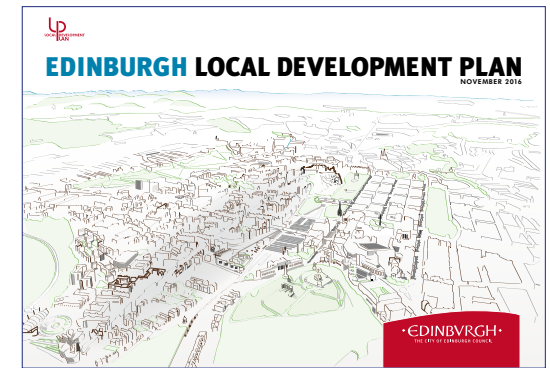 LOCAL DEVELOPMENT
PLAN
EDINBURGH LOCAL DEVELOPMENT PLAN
NOVEMBER 2016
·EDINBVRGH·
THE CITY OF EDINBURGH COUNCIL